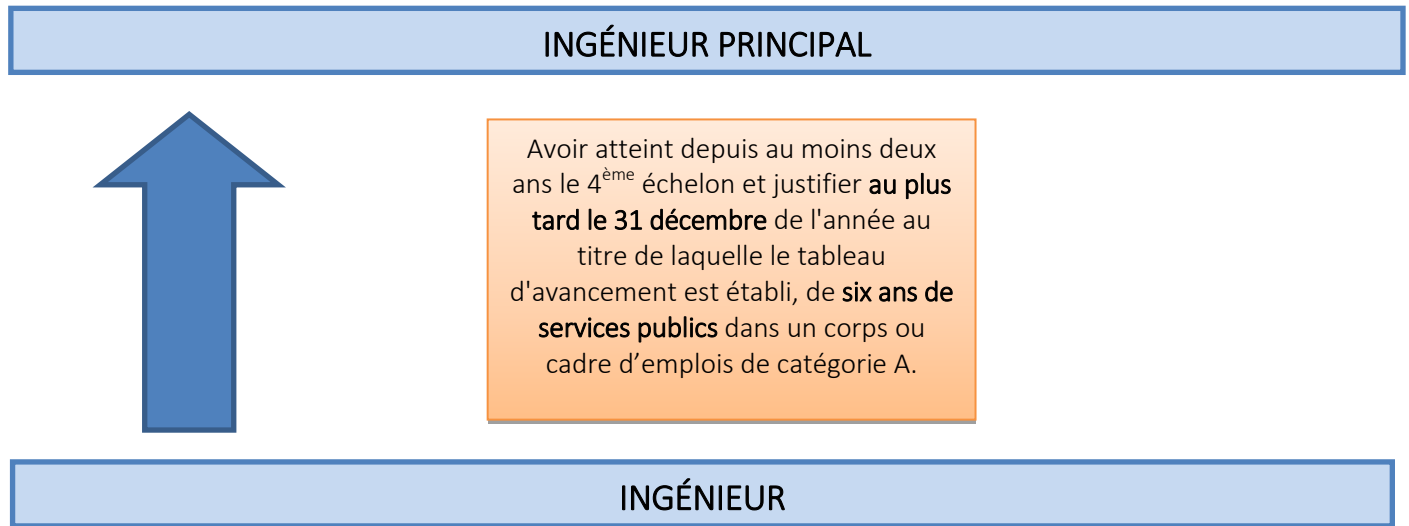 INGÉNIEUR PRINCIPAL
Avoir atteint depuis au moins deux
ans le 4ème échelon et justifier au plus
tard le 31 décembre de l'année au
titre de laquelle le tableau
d'avancement est établi, de six ans de
services publics dans un corps ou
cadre d’emplois de catégorie A.
INGÉNIEUR